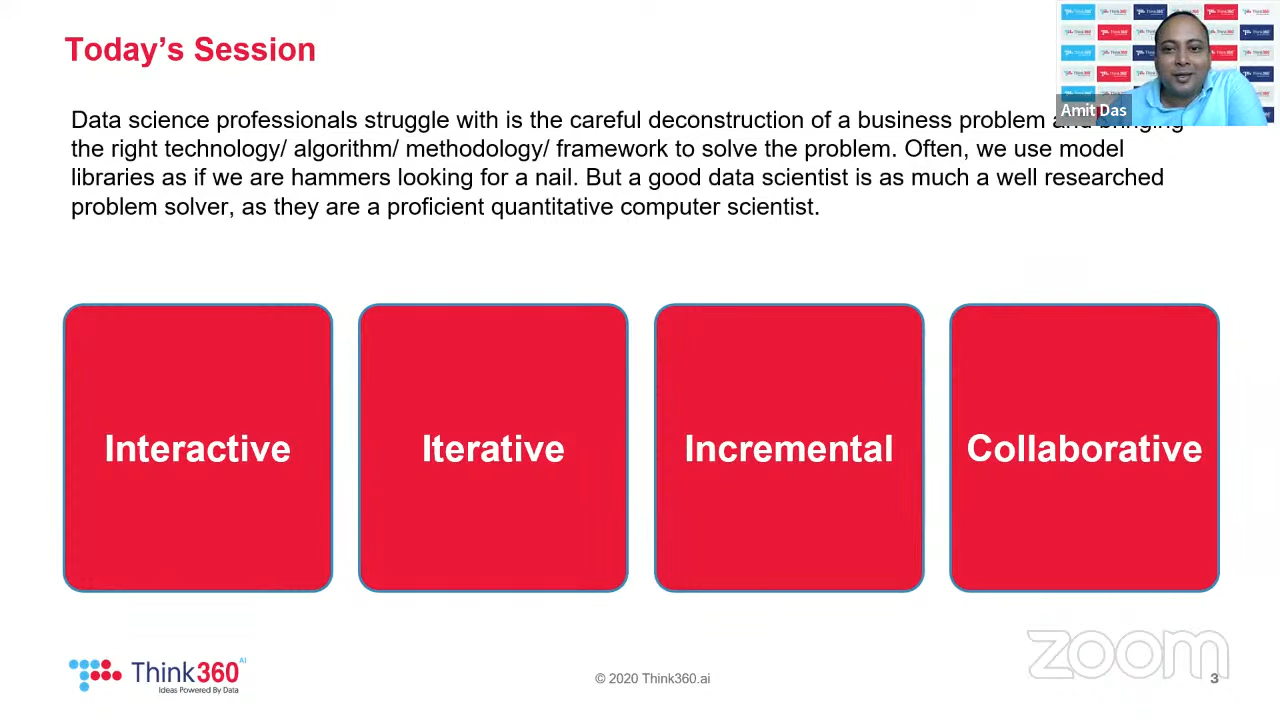 Today's Session
Amit Das
Data science professionals struggle with is the careful deconstruction of a business problem and bringing
the right technology/ algorithm/ methodology/ framework to solve the problem. Often, we use model
libraries as if we are hammers looking for a nail. But a good data scientist is as much a well researched
problem solver, as they are a proficient quantitative computer scientist.
Interactive
Iterative
Incremental
Collaborative
Think360 AI
Ideas Powered By Data
© 2020 Think360.ai
zoom
3